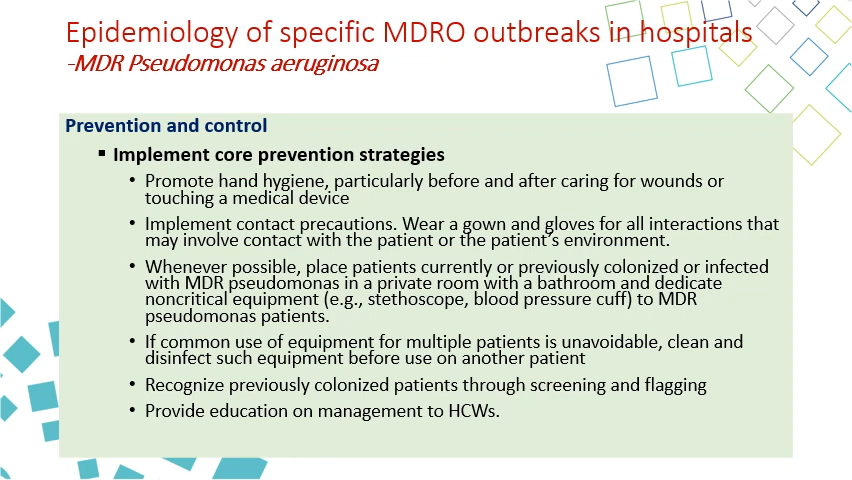 Epidemiology of specific MDRO outbreaks in hospitals
-MDR Pseudomonas aeruginosa
Prevention and control
▪ Implement core prevention strategies
• Promote hand hygiene, particularly before and after caring for wounds or
touching a medical device
• Implement contact precautions. Wear a gown and gloves for all interactions that
may involve contact with the patient or the patient's environment.
• Whenever possible, place patients currently or previously colonized or infected
with MDR pseudomonas in a private room with a bathroom and dedicate
noncritical equipment (e.g., stethoscope, blood pressure cuff) to MDR
pseudomonas patients.
• If common use of equipment for multiple patients is unavoidable, clean and
disinfect such equipment before use on another patient
• Recognize previously colonized patients through screening and flagging
• Provide education on management to HCWs.